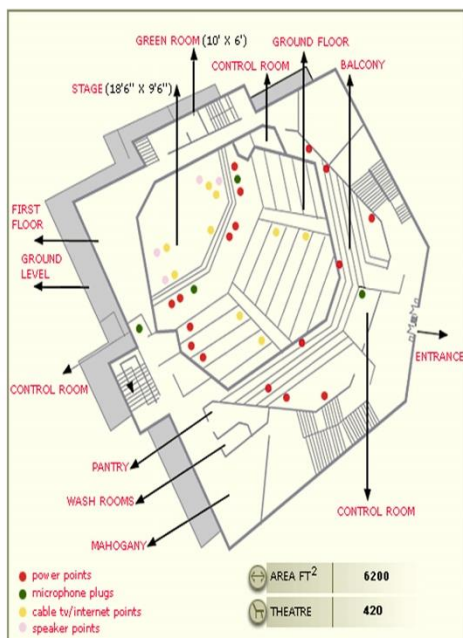 GREEN ROOM (10' X 6')
GROUND FLOOR
CONTROL ROOM
BALCONY
STAGE (18'6" X 9'6")
FIRST
FLOOR
GROUND
LEVEL
CONTROL ROOM
ENTRANCE
PANTRY
WASH ROOMS
MAHOGANY
CONTROL ROOM
power points
microphone plugs
cable tv/internet points
speaker points
AREA FT2 6200
THEATRE 420